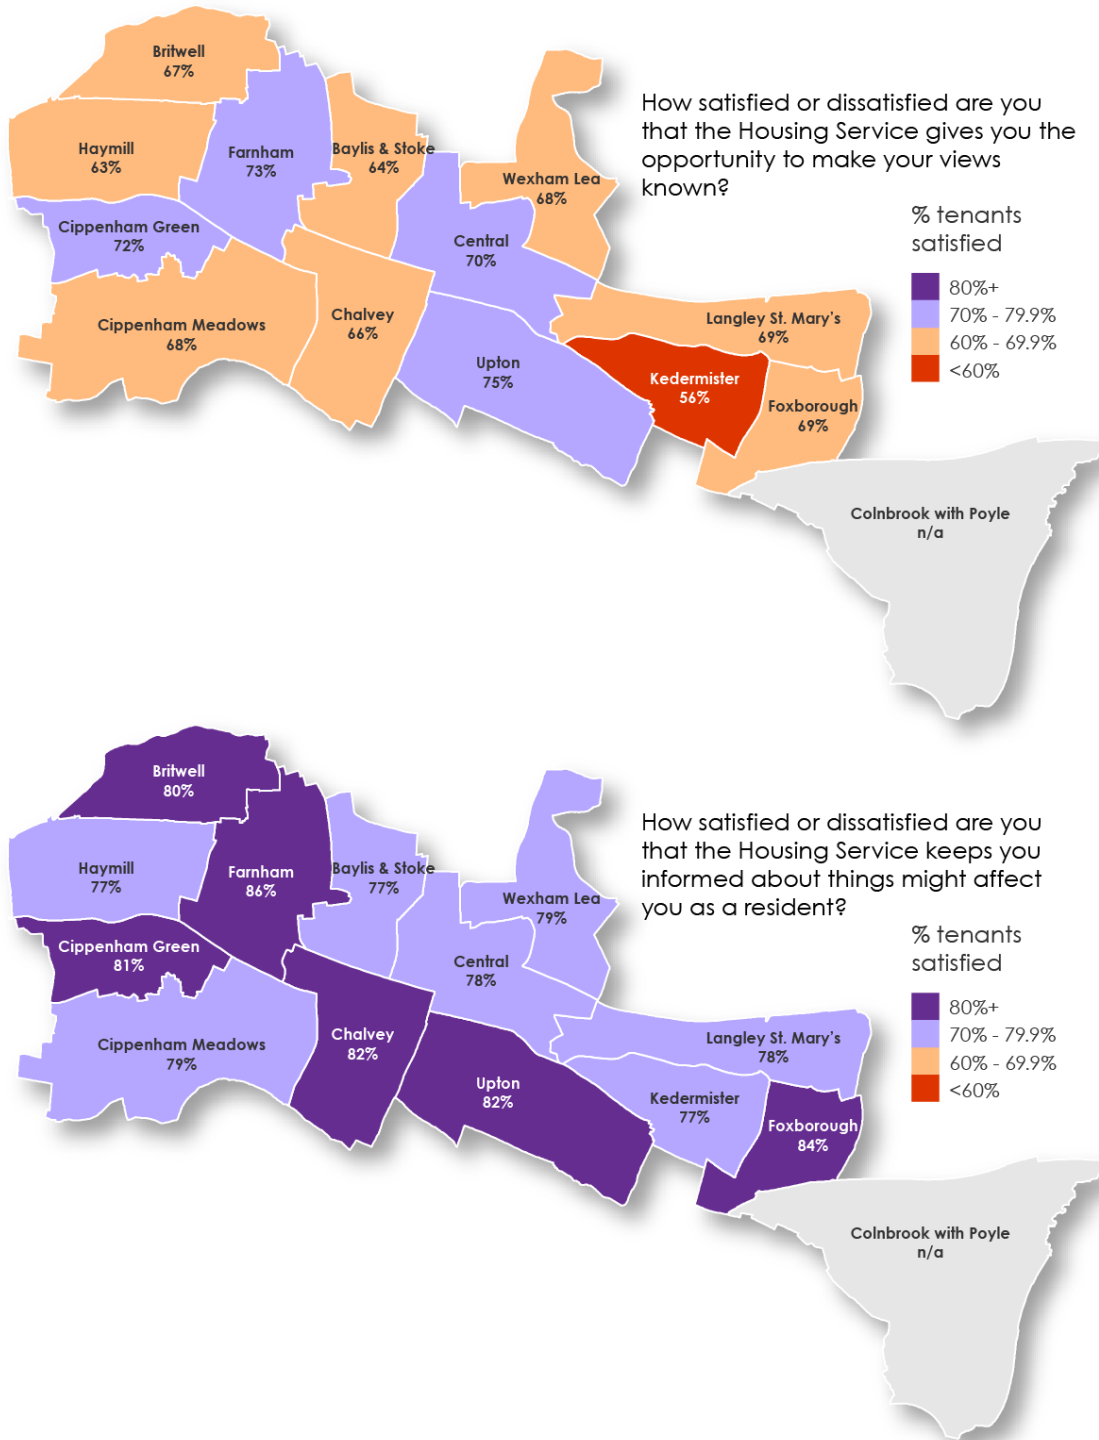 Britwell
67%
How satisfied or dissatisfied are you
that the Housing Service gives you the
opportunity to make your views
known?
Haymill
63%
Farnham
73%
Baylis & Stoke
64%
Wexham Lea
68%
Cippenham Green
72%
Central
70%
% tenants
satisfied
80%+
70% - 79.9%
60% - 69.9%
<60%
Cippenham Meadows
68%
Chalvey
66%
Langley St. Mary's
69%
Upton
75%
Kedermister
56%
Foxborough
69%
Colnbrook with Poyle
n/a
Britwell
80%
How satisfied or dissatisfied are you
that the Housing Service keeps you
informed about things might affect
you as a resident?
Haymill
77%
Farnham
86%
Baylis & Stoke
77%
Wexham Lea
79%
Cippenham Green
81%
Central
78%
% tenants
satisfied
80%+
70% - 79.9%
60% - 69.9%
<60%
Cippenham Meadows
79%
Chalvey
82%
Langley St. Mary's
78%
Upton
82%
Kedermister
77%
Foxborough
84%
Colnbrook with Poyle
n/a